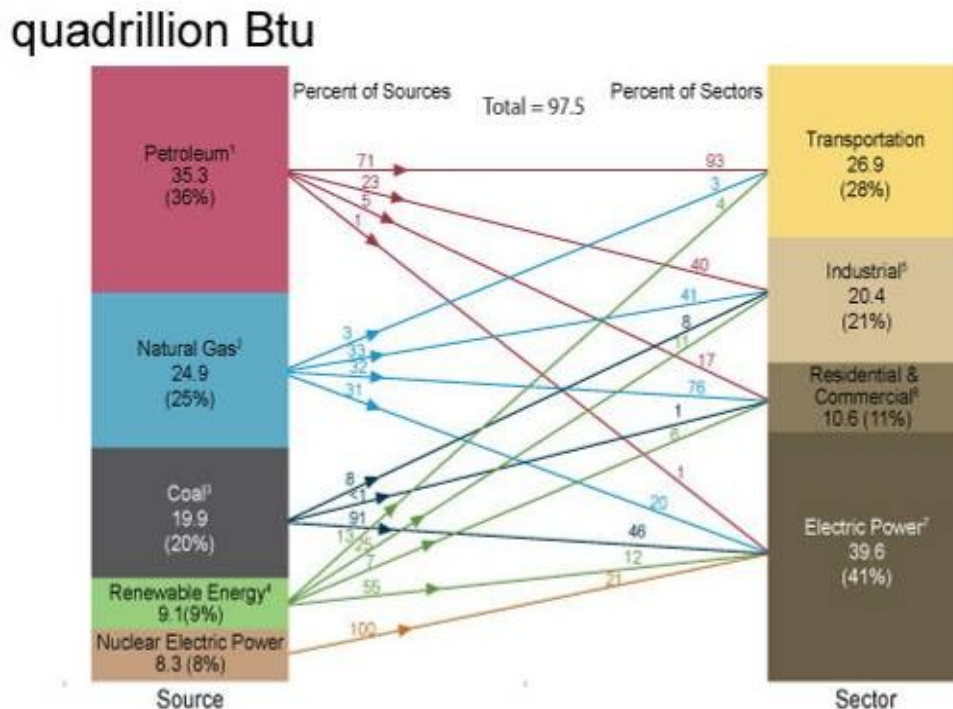 quadrillion Btu
Percent of Sources
Percent of Sectors
Total = 97.5
Petroleum¹
35.3
(36%)
Natural Gas²
24.9
(25%)
Coal³
19.9
(20%)
Renewable Energy⁴
9.1(9%)
Nuclear Electric Power
8.3 (8%)
Source
71
23
5
1
3
33
32
31
8
<1
91
13
25
7
55
100
93
3
4
40
41
8
11
17
76
1
6
1
20
46
12
21
Transportation
26.9
(28%)
Industrial⁵
20.4
(21%)
Residential &
Commercial⁶
10.6 (11%)
Electric Power⁷
39.6
(41%)
Sector